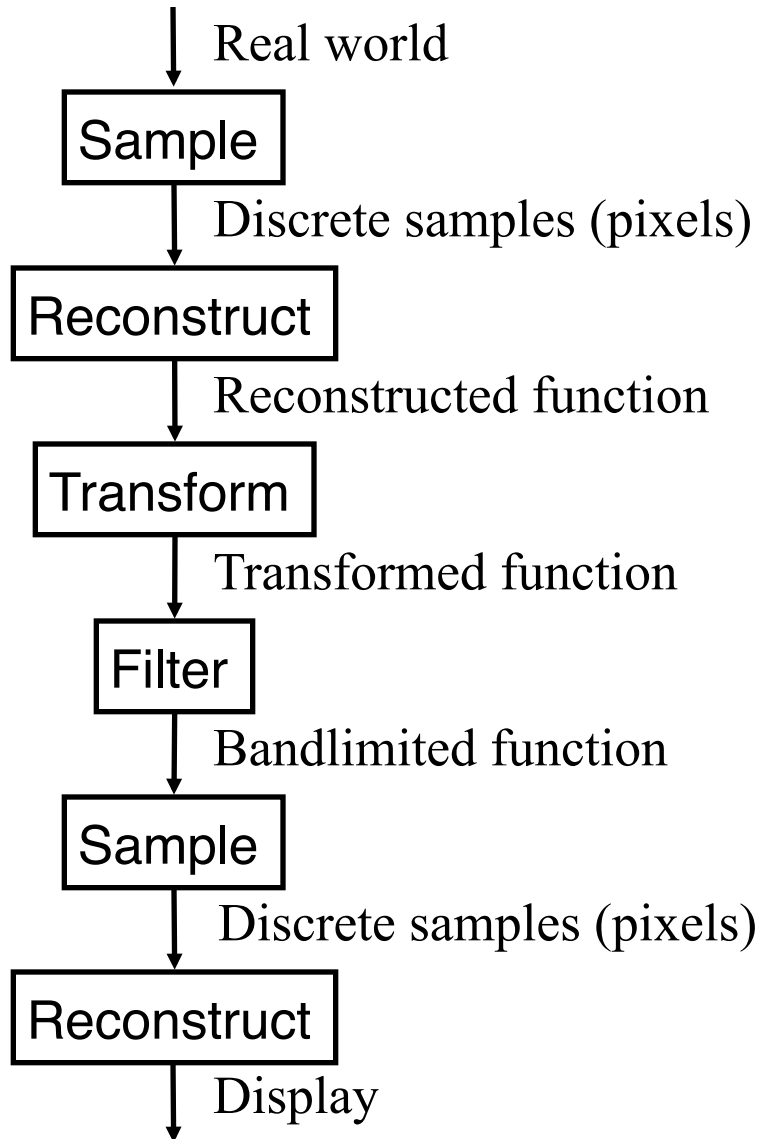 Real world
Sample
Discrete samples (pixels)
Reconstruct
Reconstructed function
Transform
Transformed function
Filter
Bandlimited function
Sample
Discrete samples (pixels)
Reconstruct
Display